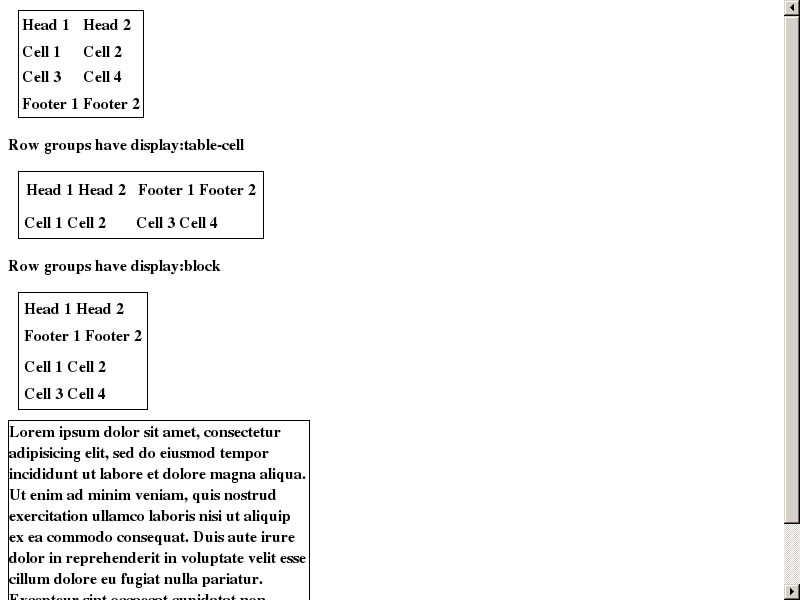 Head 1 Head 2
Cell 1 Cell 2
Cell 3 Cell 4
Footer 1 Footer 2
Row groups have display:table-cell
Head 1 Head 2 Footer 1 Footer 2
Cell 1 Cell 2 Cell 3 Cell 4
Row groups have display:block
Head 1 Head 2
Footer 1 Footer 2
Cell 1 Cell 2
Cell 3 Cell 4
Lorem ipsum dolor sit amet, consectetur
adipisicing elit, sed do eiusmod tempor
incididunt ut labore et dolore magna aliqua.
Ut enim ad minim veniam, quis nostrud
exercitation ullamco laboris nisi ut aliquip
ex ea commodo consequat. Duis aute irure
dolor in reprehenderit in voluptate velit esse
cillum dolore eu fugiat nulla pariatur.
Excepteur sint occaecat cupidatat non